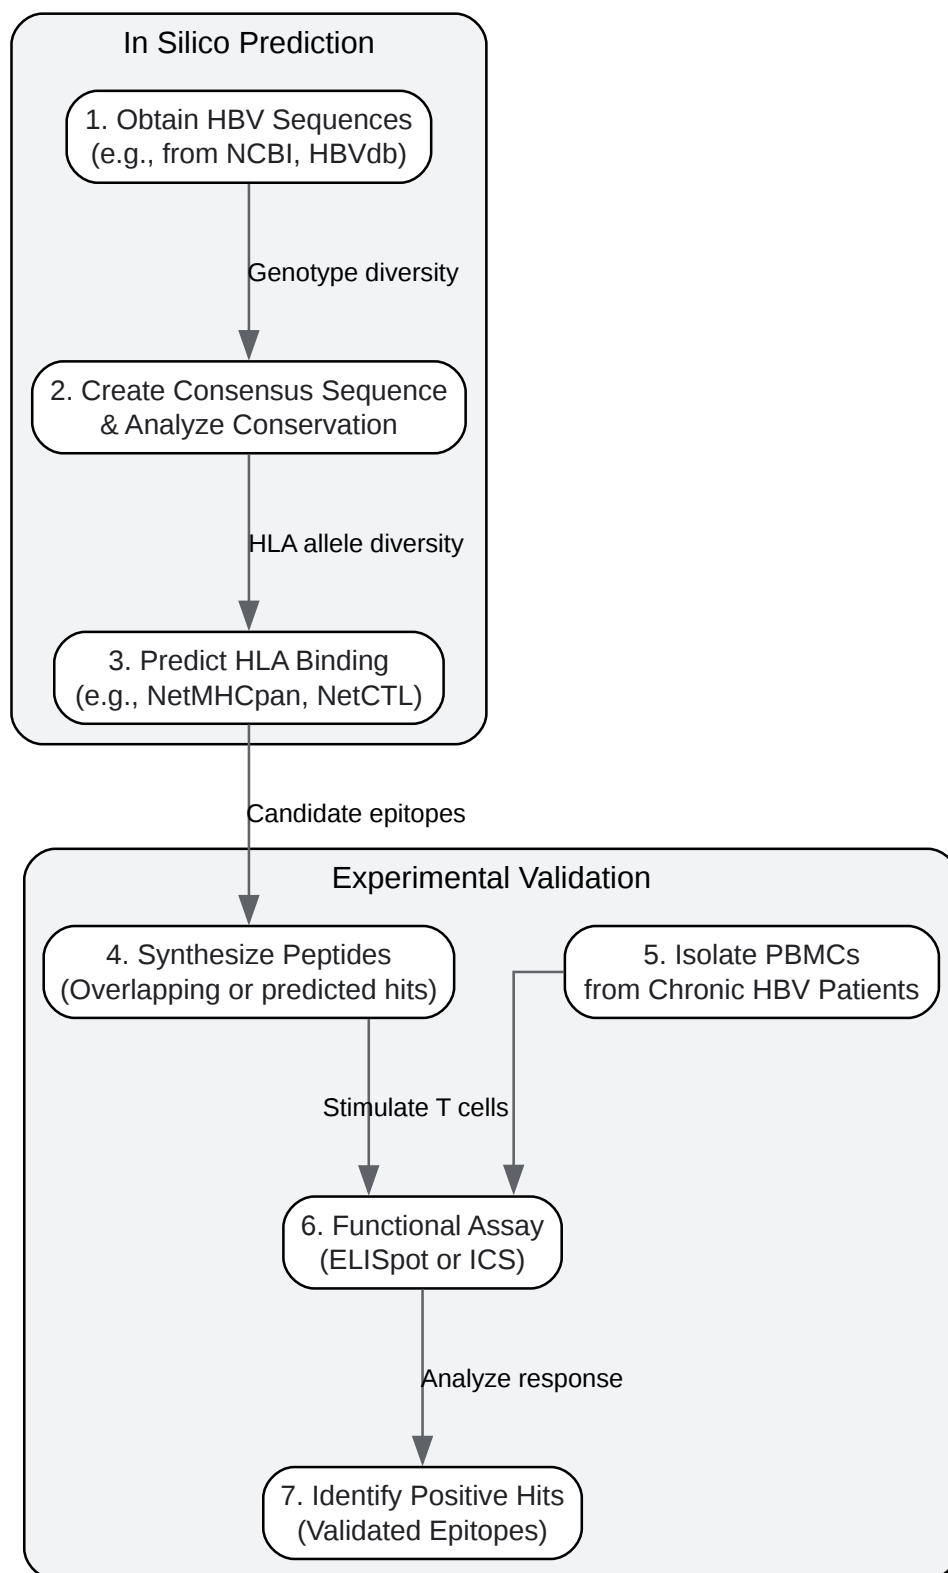 In Silico Prediction
1. Obtain HBV Sequences
(e.g., from NCBI, HBVdb)
Genotype diversity
2. Create Consensus Sequence
& Analyze Conservation
HLA allele diversity
3. Predict HLA Binding
(e.g., NetMHCpan, NetCTL)
Candidate epitopes
Experimental Validation
4. Synthesize Peptides
(Overlapping or predicted hits)
5. Isolate PBMCs
from Chronic HBV Patients
Stimulate T cells
6. Functional Assay
(ELISpot or ICS)
Analyze response
7. Identify Positive Hits
(Validated Epitopes)